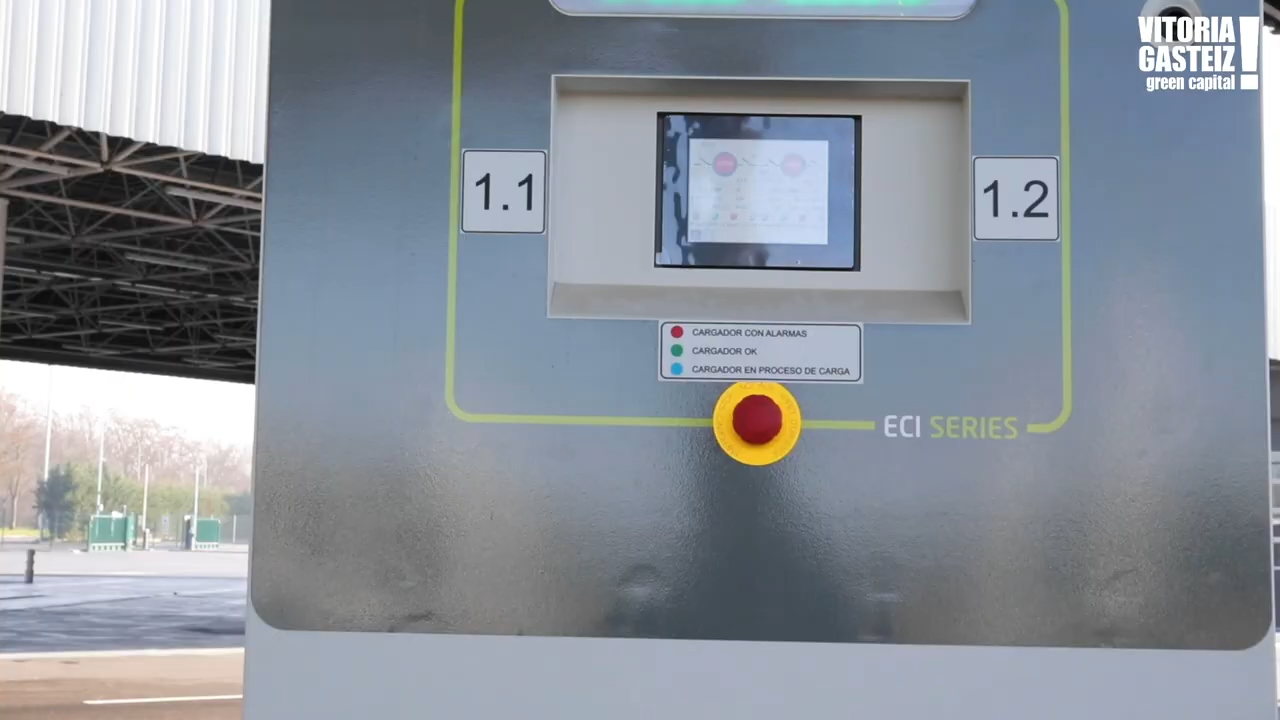 VITORIA
GASTEIZ!
green capital
1.1
1.2
CARGADOR CON ALARMAS
CARGADOR OK
CARGADOR EN PROCESO DE CARGA
ECI SERIES